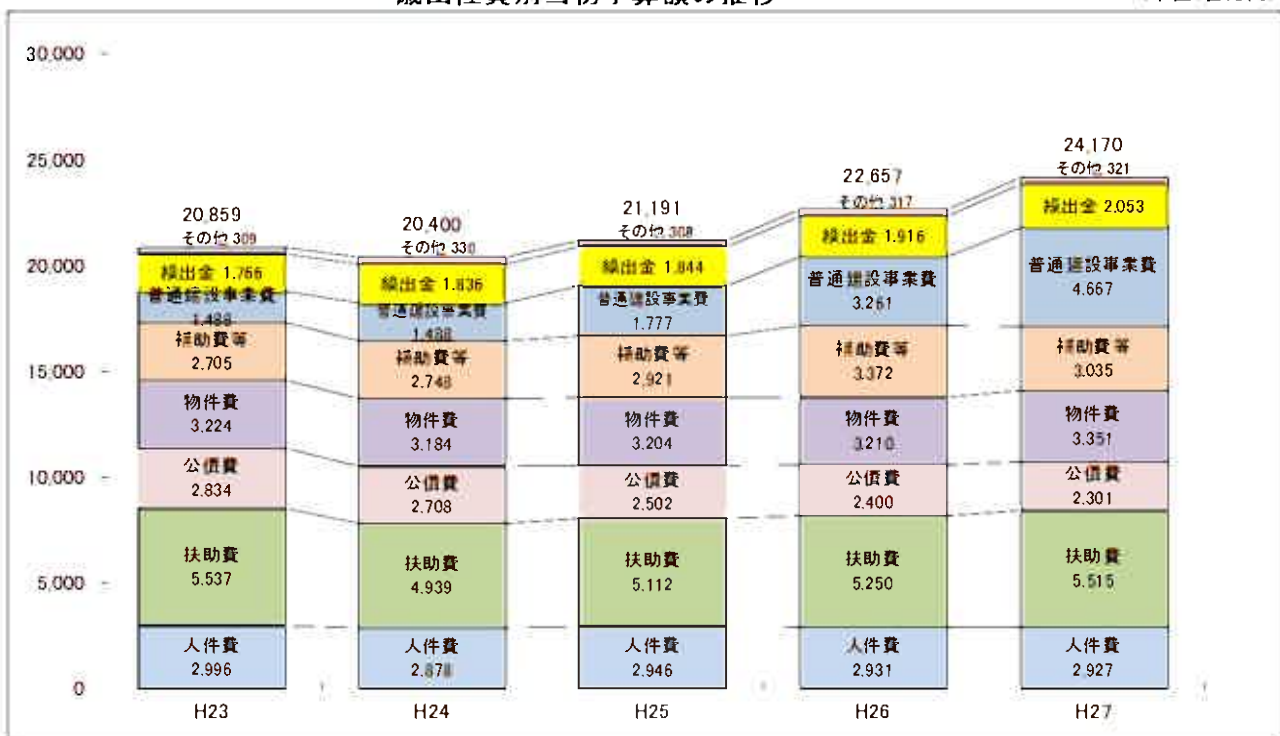 30,000
25,000
20,000
15,000
10,000
5,000
0
20,859
その他 309
繰出金 1.766
普通建設事業費
1.488
補助費等
2.705
物件費
3.224
公債費
2.834
扶助費
5.537
人件費
2.996
H23
20,400
その他 330
繰出金 1.836
普通建設事業費
補助費等
2.748
物件費
3.184
公債費
2.708
扶助費
4.939
人件費
2.878
H24
21,191
その他 308
繰出金 1.844
普通建設事業費
1.777
補助費等
2,921
物件費
3.204
公債費
2.502
扶助費
5.112
人件費
2.946
H25
22,657
その他 317
繰出金 1.916
普通建設事業費
3.261
補助費等
3.372
物件費
3.210
公債費
2.400
扶助費
5.250
人件費
2.931
H26
24,170
その他 321
繰出金 2.053
普通建設事業費
4.667
補助費等
3.035
物件費
3.351
公債費
2.301
扶助費
5.515
人件費
2.927
H27